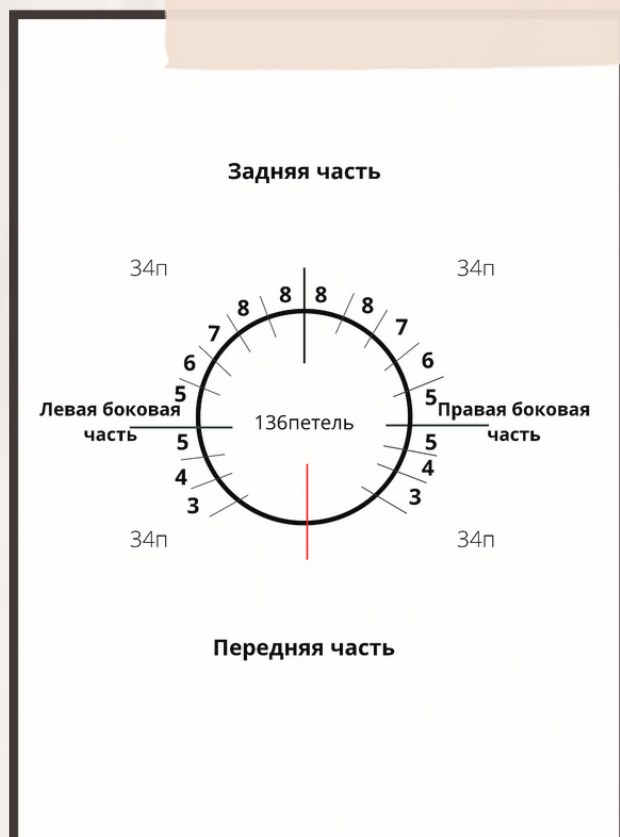 Задняя часть
34п 34п
8 8
8 8
7 7
6 6
5 5
Левая боковая
часть
136петель
Правая боковая
часть
5 5
4 4
3 3
34п 34п
Передняя часть